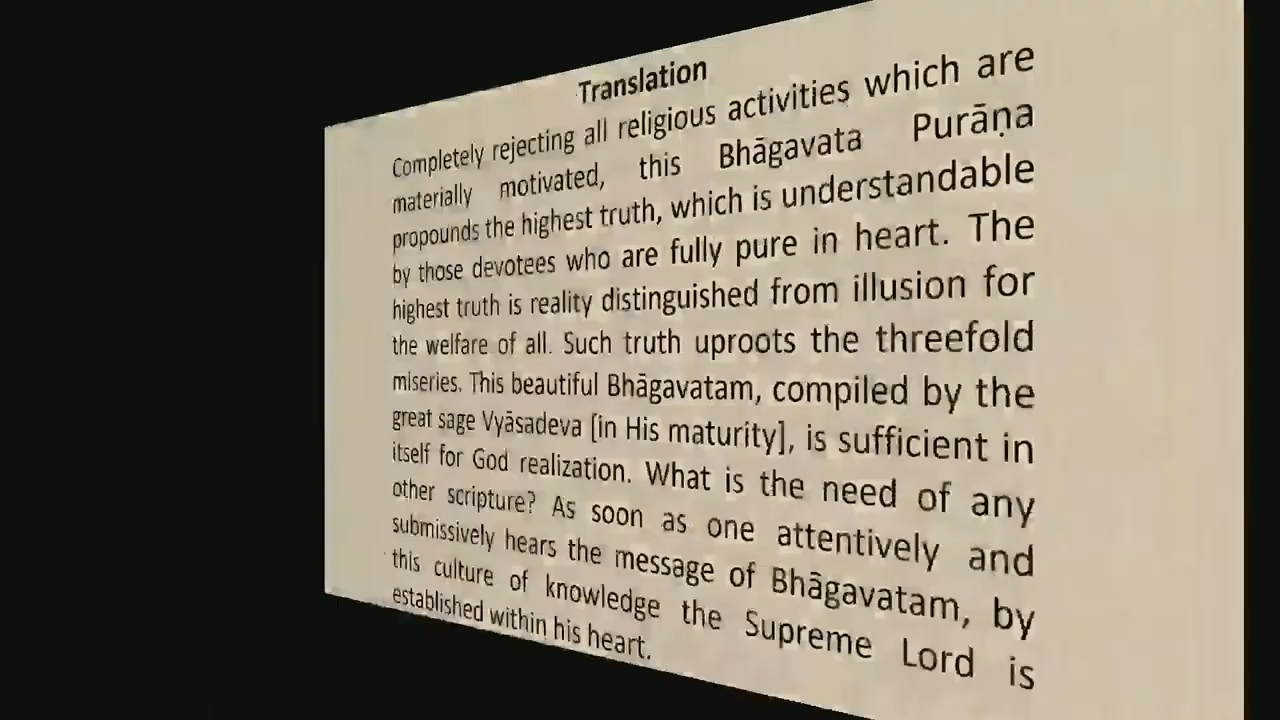 Translation
Completely rejecting all religious activities which are
materially motivated, this Bhāgavata Purāṇa
propounds the highest truth, which is understandable
by those devotees who are fully pure in heart. The
highest truth is reality distinguished from illusion for
the welfare of all. Such truth uproots the threefold
miseries. This beautiful Bhāgavatam, compiled by the
great sage Vyāsadeva [in His maturity], is sufficient in
itself for God realization. What is the need of any
other scripture? As soon as one attentively and
submissively hears the message of Bhāgavatam, by
this culture of knowledge the Supreme Lord is
established within his heart.